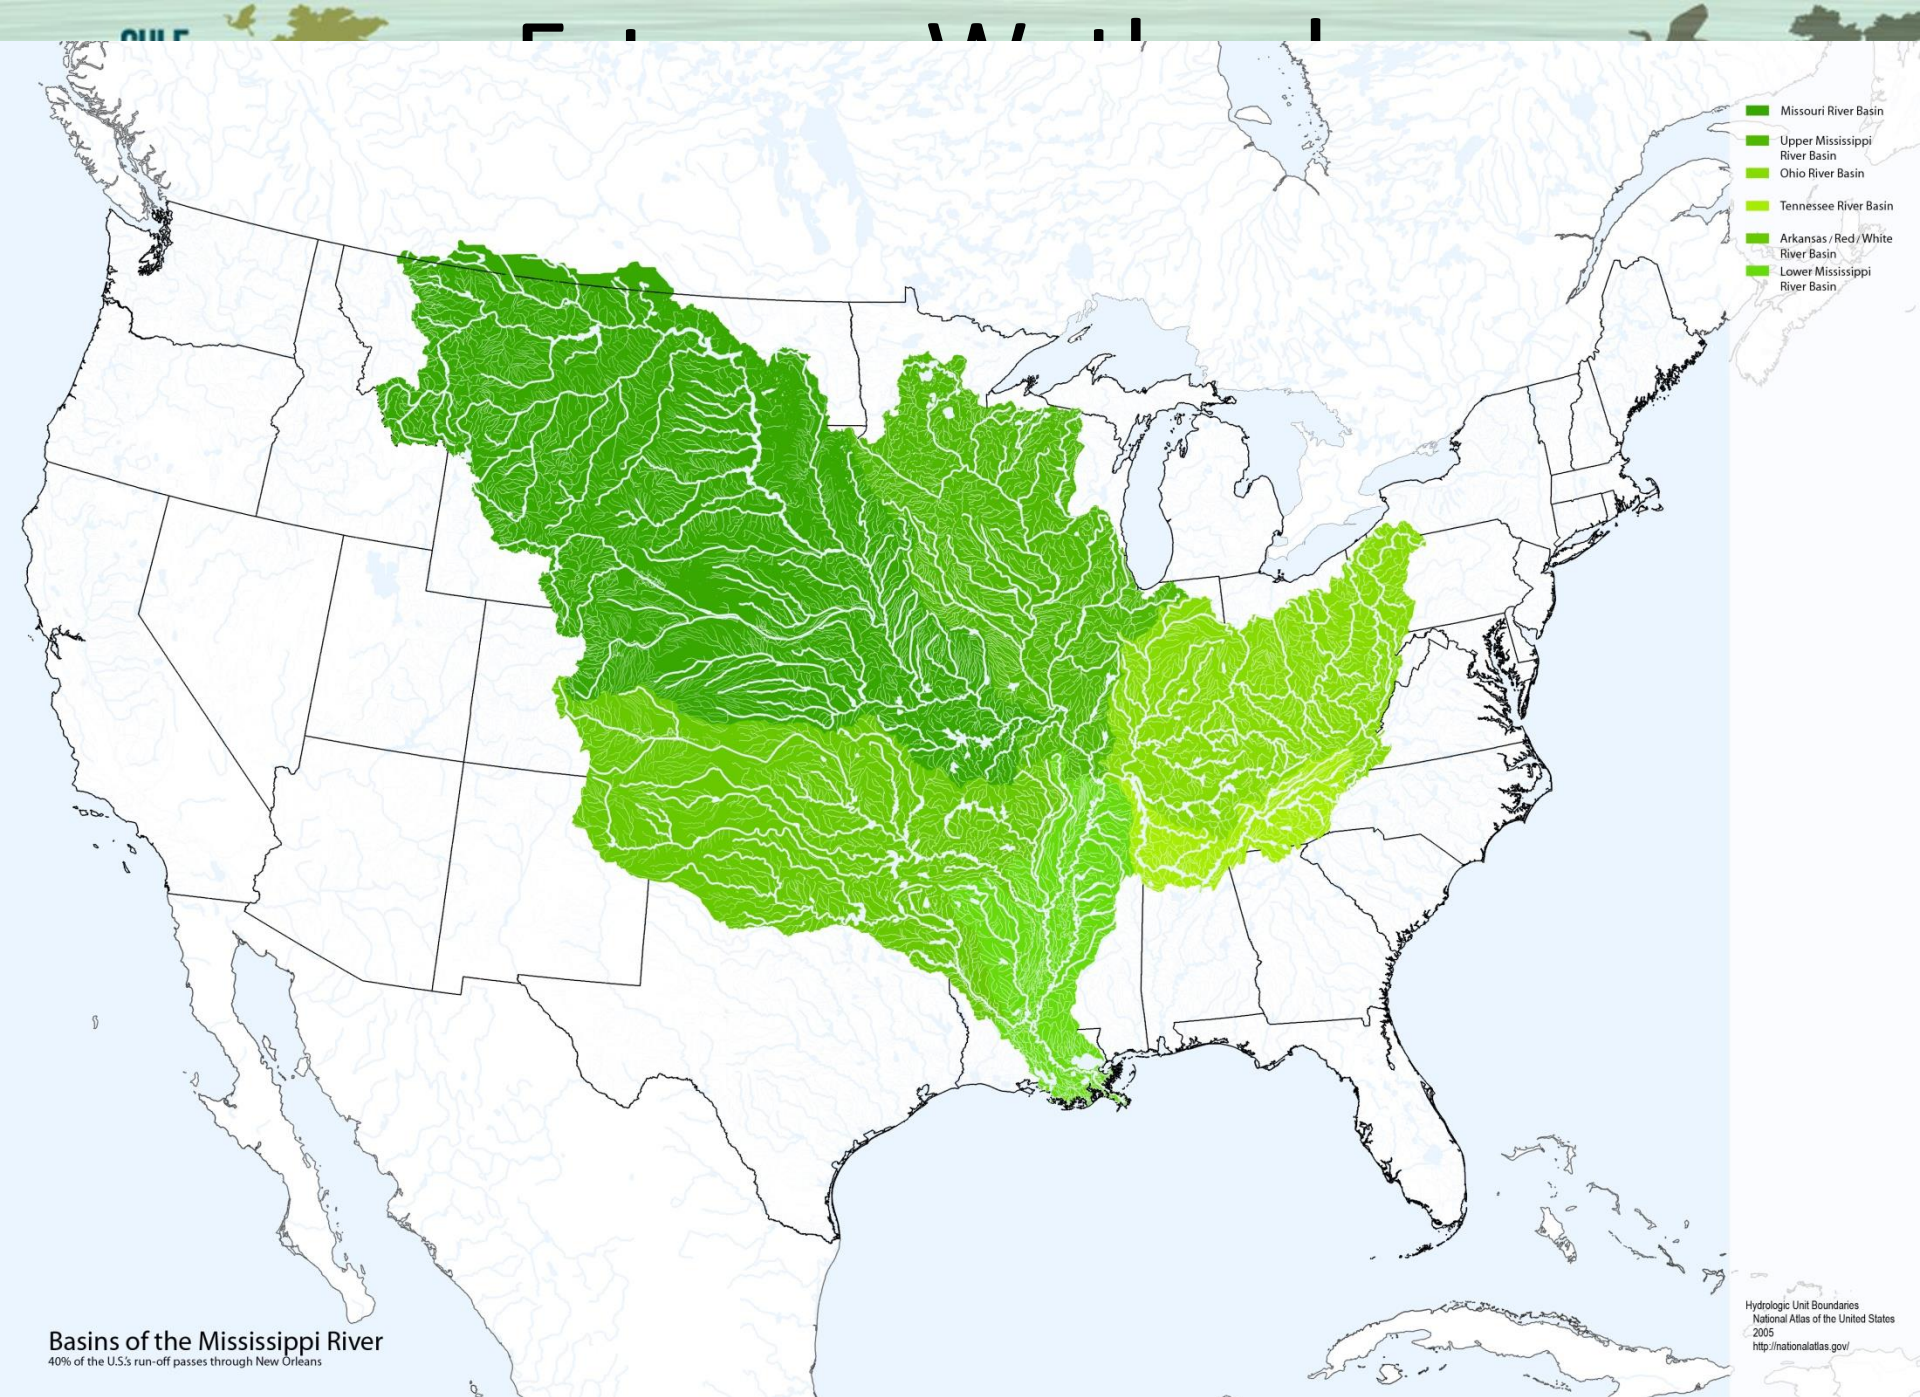 Missouri River Basin
Upper Mississippi
River Basin
Ohio River Basin
Tennessee River Basin
Arkansas / Red / White
River Basin
Lower Mississippi
River Basin
Basins of the Mississippi River
40% of the U.S.'s run-off passes through New Orleans
Hydrologic Unit Boundaries
National Atlas of the United States
2005
http://nationalatlas.gov/